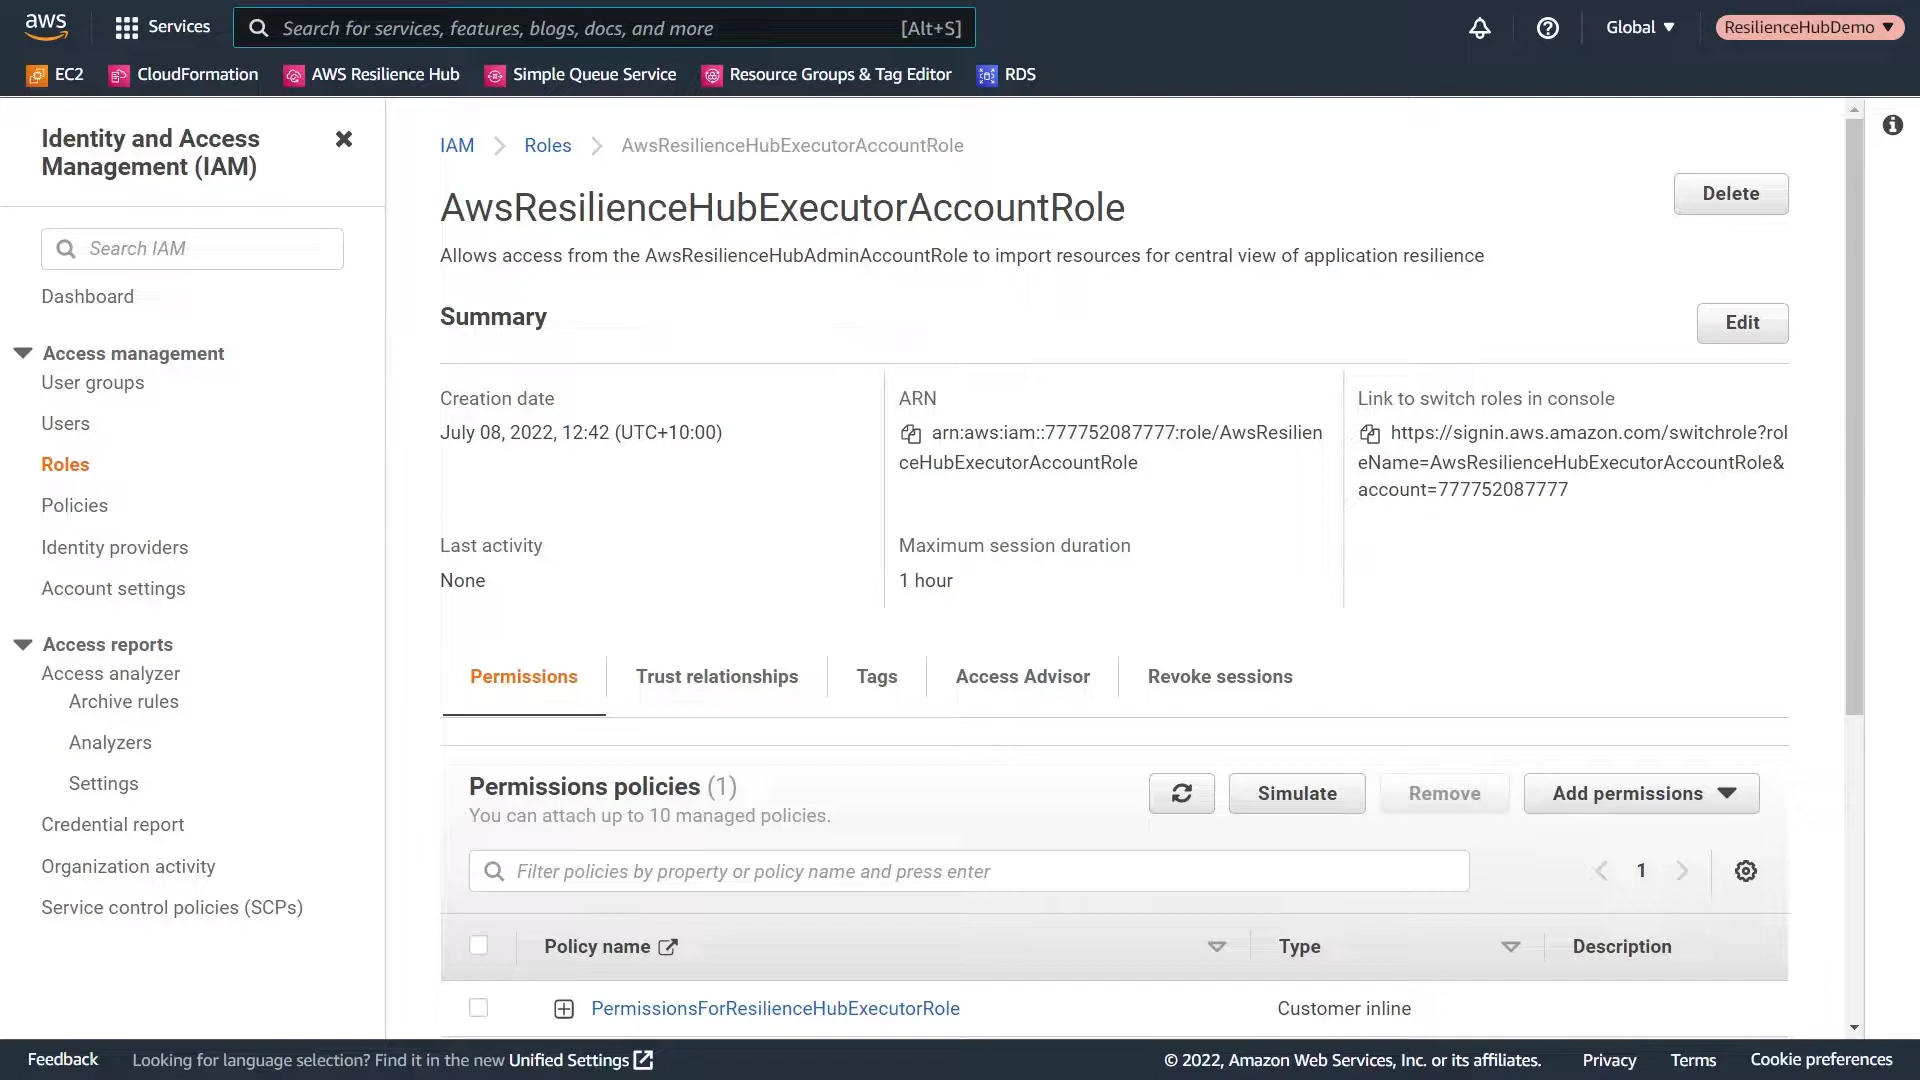 aws
Services
Search for services, features, blogs, docs, and more
[Alt+S]
Global
ResilienceHubDemo
EC2
CloudFormation
AWS Resilience Hub
Simple Queue Service
Resource Groups & Tag Editor
RDS
Identity and Access
Management (IAM)
Search IAM
Dashboard
Access management
User groups
Users
Roles
Policies
Identity providers
Account settings
Access reports
Access analyzer
Archive rules
Analyzers
Settings
Credential report
Organization activity
Service control policies (SCPs)
IAM
Roles
AwsResilienceHubExecutorAccountRole
AwsResilienceHubExecutorAccountRole
Delete
Allows access from the AwsResilienceHubAdminAccountRole to import resources for central view of application resilience
Summary
Edit
Creation date
July 08, 2022, 12:42 (UTC+10:00)
ARN
arn:aws:iam::777752087777:role/AwsResilien
ceHubExecutorAccountRole
Link to switch roles in console
https://signin.aws.amazon.com/switchrole?rol
eName=AwsResilienceHubExecutorAccountRole&
account=777752087777
Last activity
None
Maximum session duration
1 hour
Permissions
Trust relationships
Tags
Access Advisor
Revoke sessions
Permissions policies (1)
You can attach up to 10 managed policies.
Simulate
Remove
Add permissions
Filter policies by property or policy name and press enter
1
Policy name
Type
Description
PermissionsForResilienceHubExecutorRole
Customer inline
Feedback
Looking for language selection? Find it in the new Unified Settings
© 2022, Amazon Web Services, Inc. or its affiliates.
Privacy
Terms
Cookie preferences